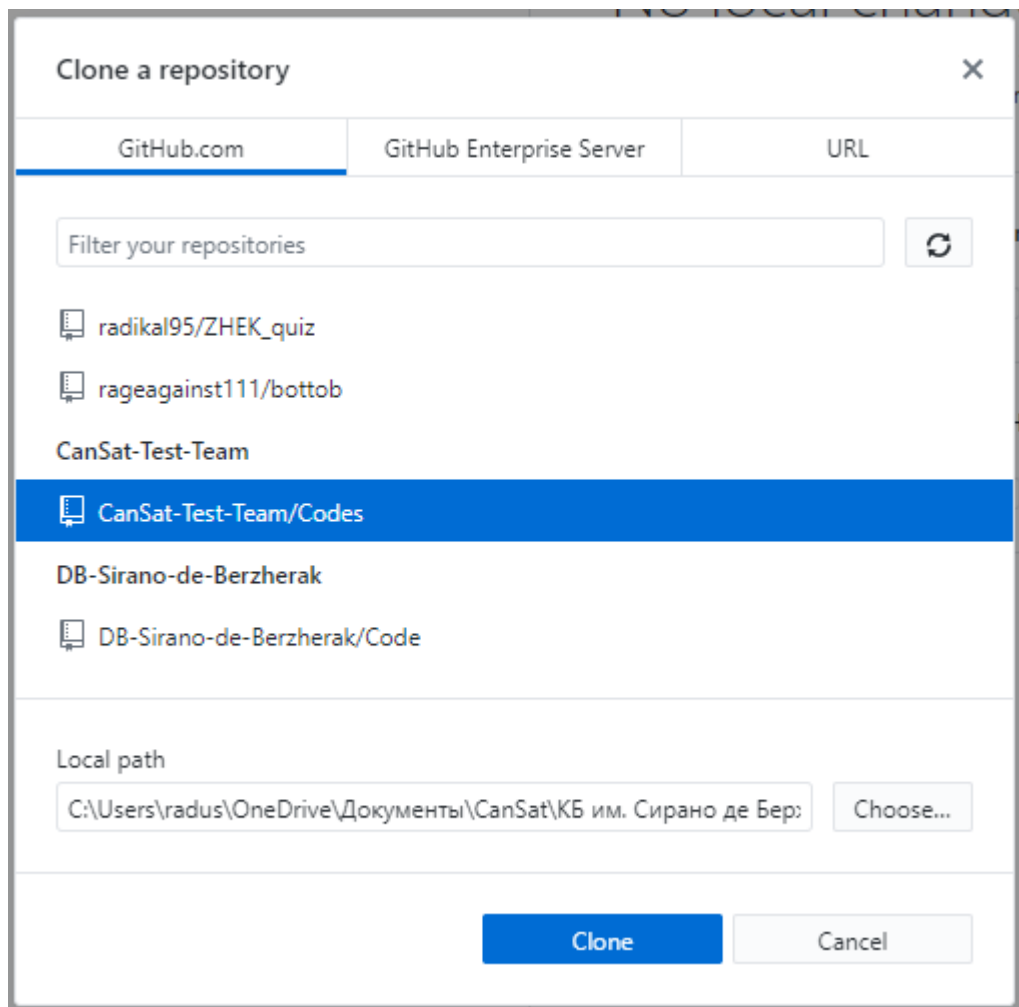 Clone a repository
GitHub.com
GitHub Enterprise Server
URL
Filter your repositories
radikal95/ZHEK_quiz
rageagainst111/bottob
CanSat-Test-Team
CanSat-Test-Team/Codes
DB-Sirano-de-Berzherak
DB-Sirano-de-Berzherak/Code
Local path
C:\Users\radus\OneDrive\Документы\CanSat\КБ им. Сирано де Бер
Choose...
Clone
Cancel